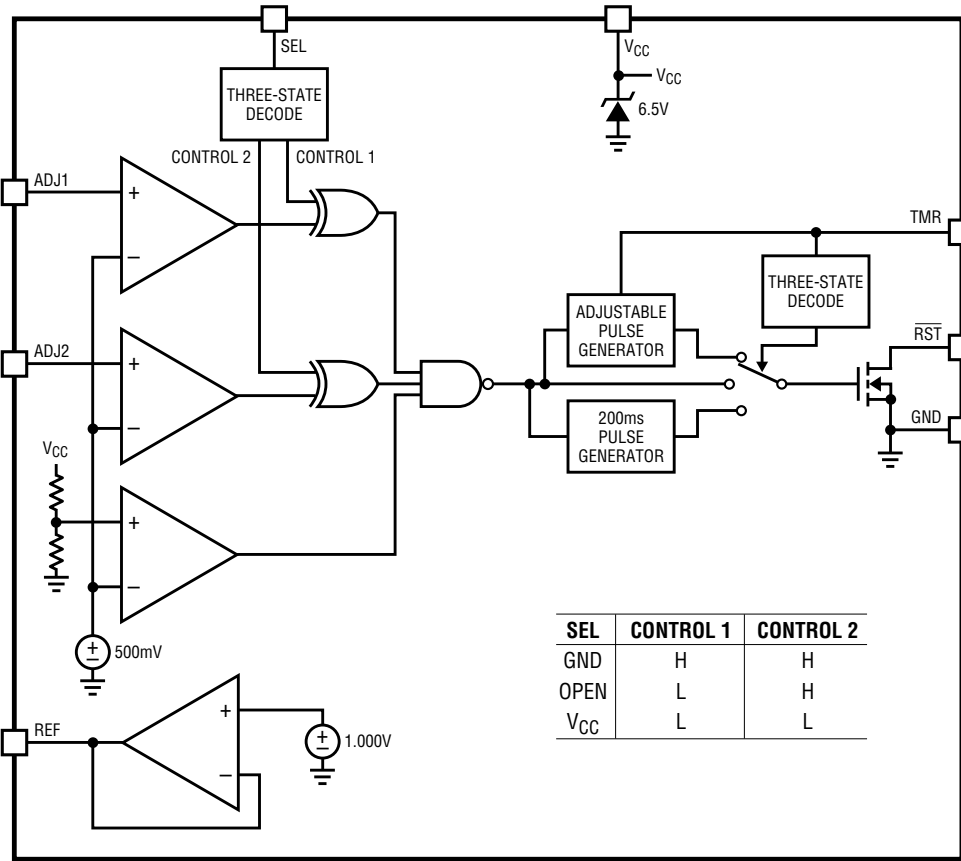 SEL
VCC
VCC
THREE-STATE
DECODE
6.5V
CONTROL 2
CONTROL 1
ADJ1
+
–
TMR
THREE-STATE
DECODE
ADJUSTABLE
PULSE
GENERATOR
RST
ADJ2
+
–
200ms
PULSE
GENERATOR
GND
VCC
+
–
+
–
500mV
SEL CONTROL 1 CONTROL 2
GND H H
OPEN L H
VCC L L
REF
+
–
+
–
1.000V